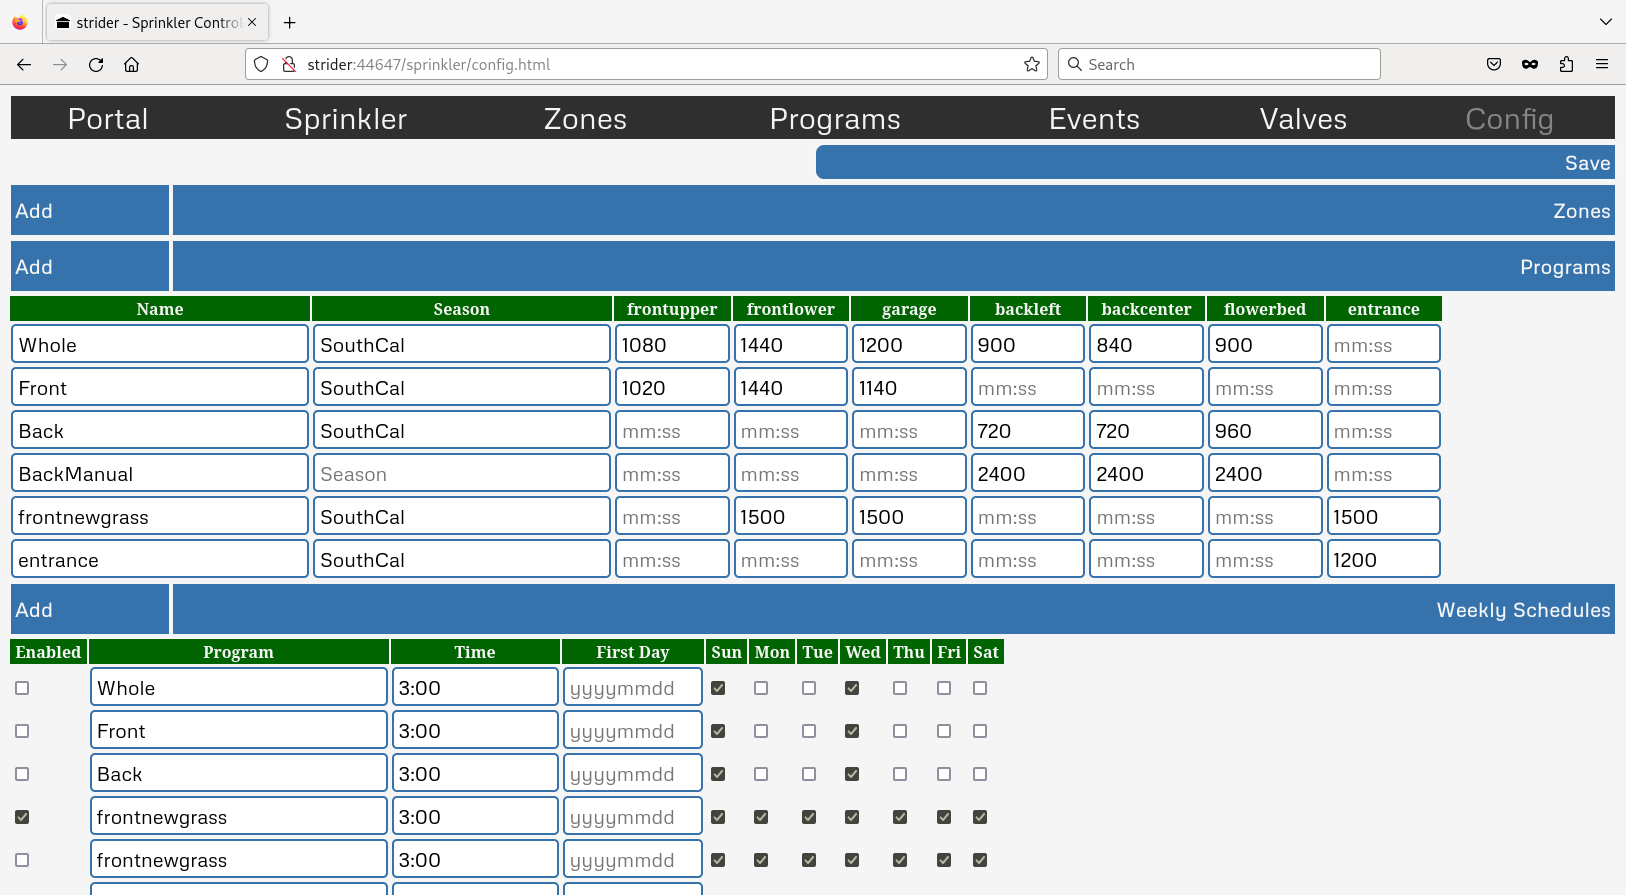 strider - Sprinkler Contro
strider:44647/sprinkler/config.html
Search
Portal Sprinkler Zones Programs Events Valves Config
Save
Add Zones
Add Programs
Name Season frontupper frontlower garage backleft backcenter flowerbed entrance
Whole SouthCal 1080 1440 1200 900 840 900 mm:ss
Front SouthCal 1020 1440 1140 mm:ss mm:ss mm:ss mm:ss
Back SouthCal mm:ss mm:ss mm:ss 720 720 960 mm:ss
BackManual Season mm:ss mm:ss mm:ss 2400 2400 2400 mm:ss
frontnewgrass SouthCal mm:ss 1500 1500 mm:ss mm:ss mm:ss 1500
entrance SouthCal mm:ss mm:ss mm:ss mm:ss mm:ss mm:ss 1200
Add Weekly Schedules
Enabled Program Time First Day Sun Mon Tue Wed Thu Fri Sat
Whole 3:00 yyyymmdd
Front 3:00 yyyymmdd
Back 3:00 yyyymmdd
frontnewgrass 3:00 yyyymmdd
frontnewgrass 3:00 yyyymmdd